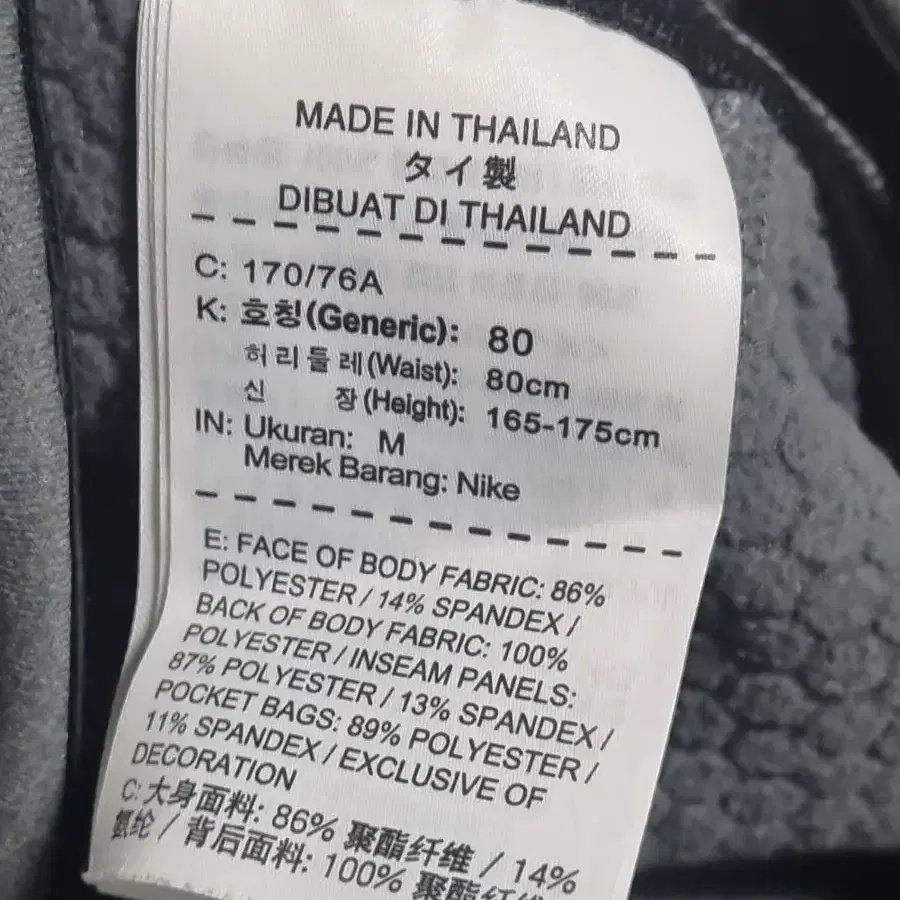 MADE IN THAILAND
タイ製
DIBUAT DI THAILAND
C: 170/76A
K: 호칭(Generic): 80
허리둘레(Waist): 80cm
신 장(Height): 165-175cm
IN: Ukuran: M
Merek Barang: Nike
E: FACE OF BODY FABRIC: 86%
POLYESTER / 14% SPANDEX /
BACK OF BODY FABRIC: 100%
POLYESTER / INSEAM PANELS:
87% POLYESTER / 13% SPANDEX /
POCKET BAGS: 89% POLYESTER /
11% SPANDEX / EXCLUSIVE OF
DECORATION
C: 大身面料: 86% 聚酯纤维 / 14%
氨纶 / 背后面料: 100% 聚酯纤维